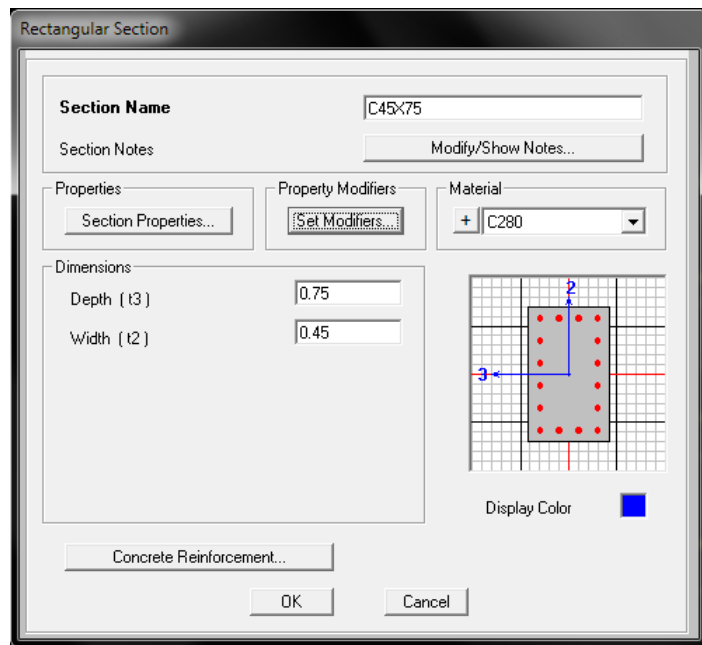 Rectangular Section
Section Name
C45X75
Section Notes
Modify/Show Notes...
Properties
Section Properties...
Property Modifiers
Set Modifiers...
Material
+
C280
Dimensions
Depth ( t3 )
0.75
Width ( t2 )
0.45
2
3
Display Color
Concrete Reinforcement...
OK
Cancel